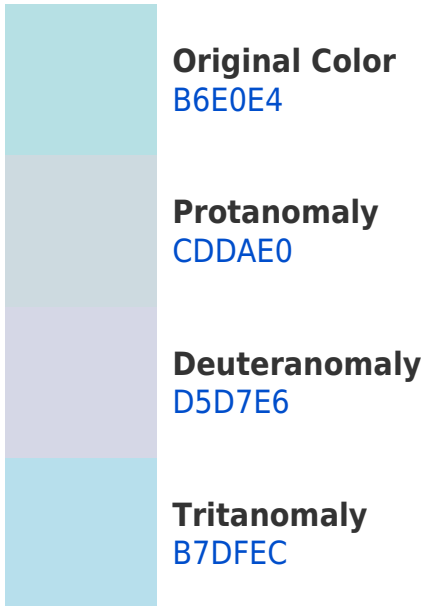 Original Color
B6E0E4
Protanomaly
CDDAE0
Deuteranomaly
D5D7E6
Tritanomaly
B7DFEC